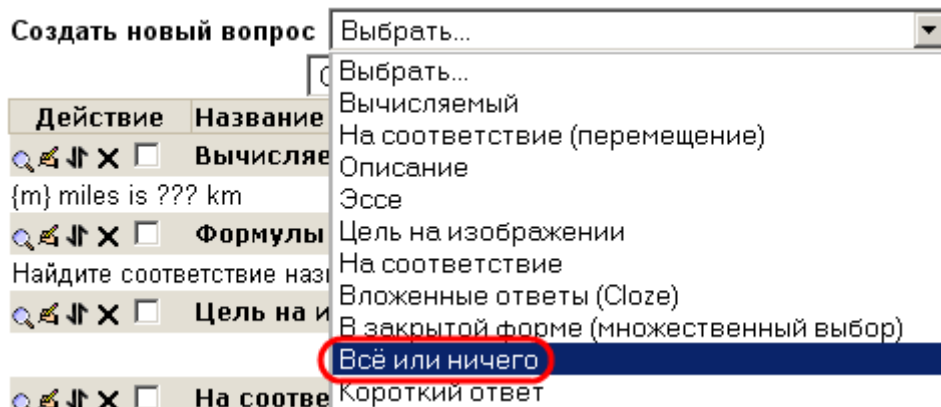 Создать новый вопрос Выбрать...
Выбрать...
Вычисляемый
На соответствие (перемещение)
Описание
Эссе
Цель на изображении
На соответствие
Вложенные ответы (Cloze)
В закрытой форме (множественный выбор)
Всё или ничего
Короткий ответ
Действие Название
Вычисляе
{m} miles is ??? km
Формулы
Найдите соответствие назв
Цель на и
На соотве